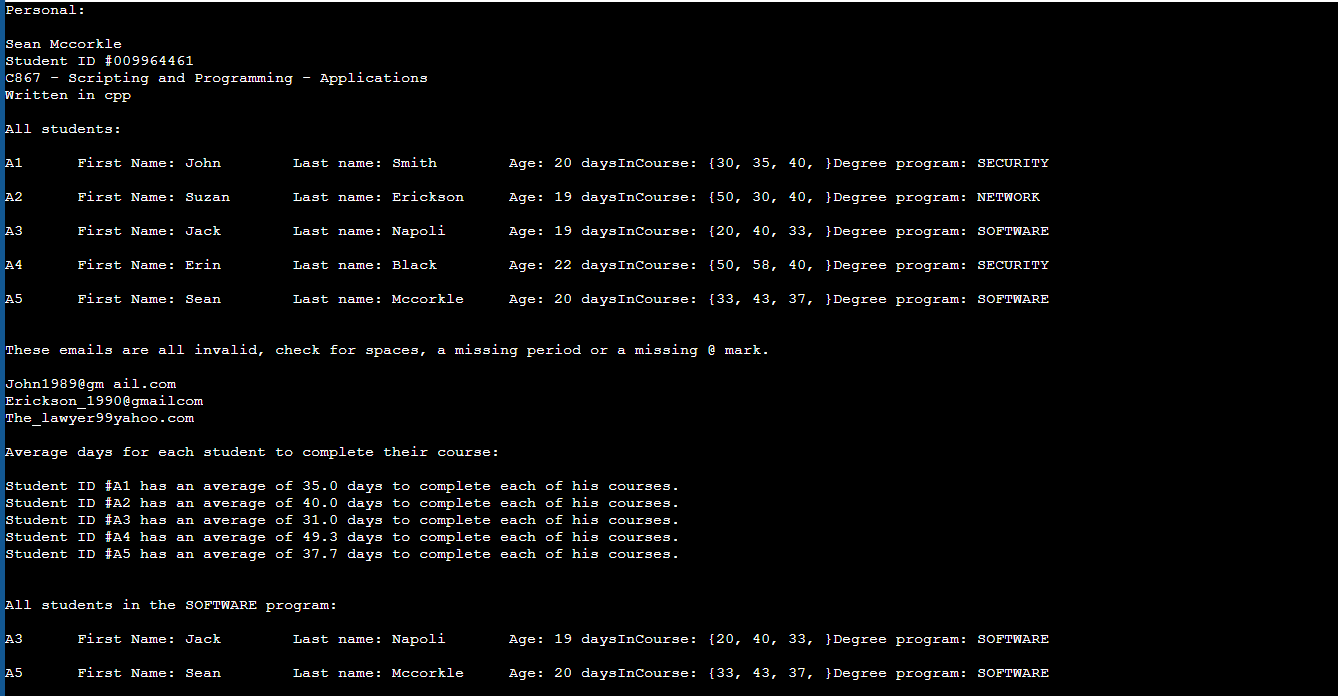 Personal:
Sean Mccorkle
Student ID #009964461
C867 - Scripting and Programming - Applications
Written in cpp
All students:
A1 First Name: John Last name: Smith Age: 20 daysInCourse: {30, 35, 40, }Degree program: SECURITY
A2 First Name: Suzan Last name: Erickson Age: 19 daysInCourse: {50, 30, 40, }Degree program: NETWORK
A3 First Name: Jack Last name: Napoli Age: 19 daysInCourse: {20, 40, 33, }Degree program: SOFTWARE
A4 First Name: Erin Last name: Black Age: 22 daysInCourse: {50, 58, 40, }Degree program: SECURITY
A5 First Name: Sean Last name: Mccorkle Age: 20 daysInCourse: {33, 43, 37, }Degree program: SOFTWARE
These emails are all invalid, check for spaces, a missing period or a missing @ mark.
John1989@gm ail.com
Erickson_1990@gmailcom
The_lawyer99yahoo.com
Average days for each student to complete their course:
Student ID #A1 has an average of 35.0 days to complete each of his courses.
Student ID #A2 has an average of 40.0 days to complete each of his courses.
Student ID #A3 has an average of 31.0 days to complete each of his courses.
Student ID #A4 has an average of 49.3 days to complete each of his courses.
Student ID #A5 has an average of 37.7 days to complete each of his courses.
All students in the SOFTWARE program:
A3 First Name: Jack Last name: Napoli Age: 19 daysInCourse: {20, 40, 33, }Degree program: SOFTWARE
A5 First Name: Sean Last name: Mccorkle Age: 20 daysInCourse: {33, 43, 37, }Degree program: SOFTWARE